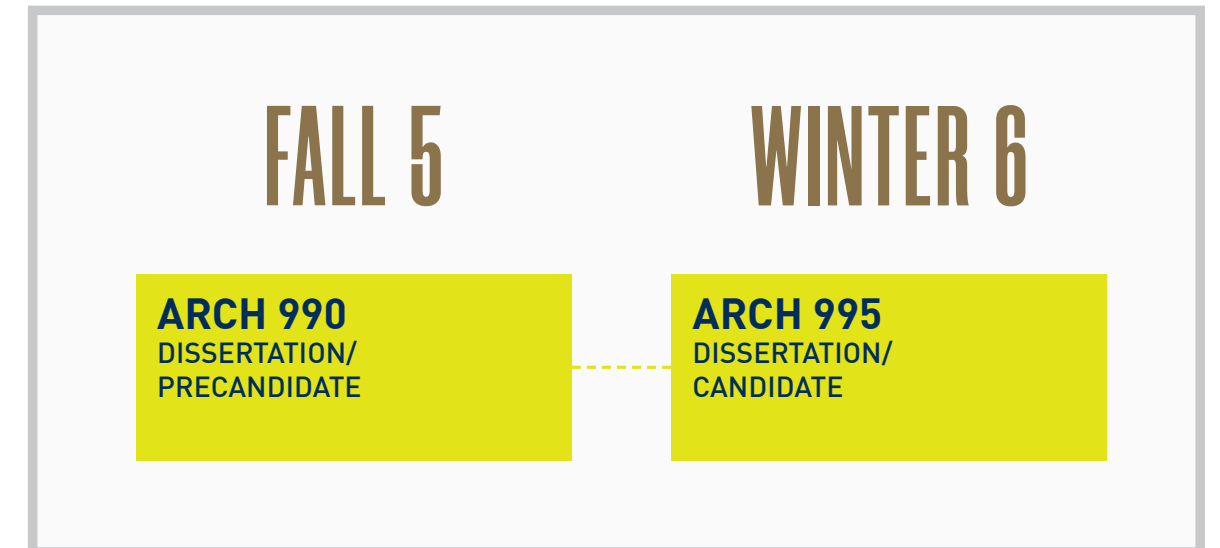 FALL 5
WINTER 6
ARCH 990
DISSERTATION/
PRECANDIDATE
ARCH 995
DISSERTATION/
CANDIDATE